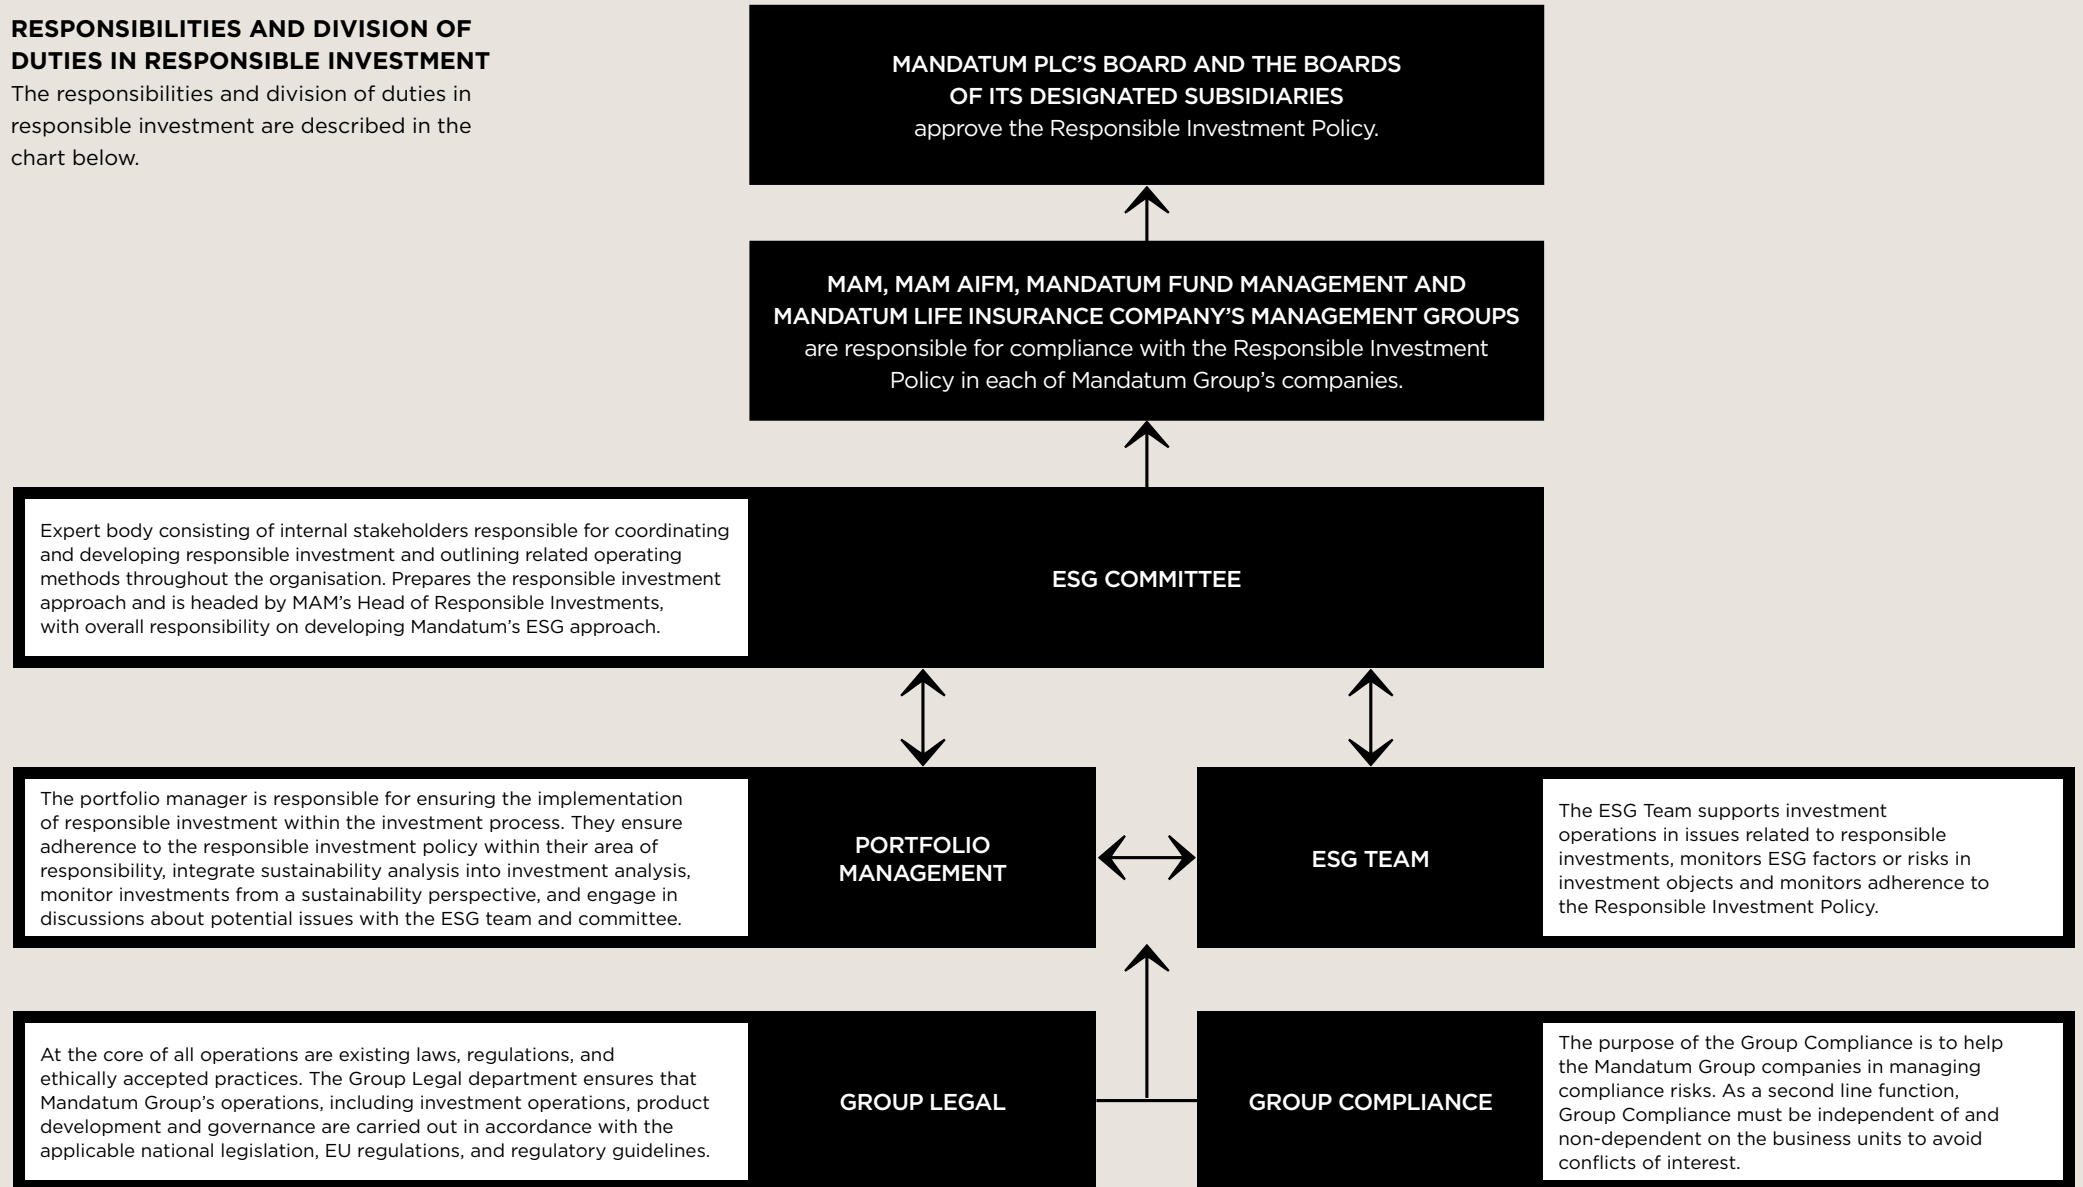 RESPONSIBILITIES AND DIVISION OF
DUTIES IN RESPONSIBLE INVESTMENT
The responsibilities and division of duties in
responsible investment are described in the
chart below.
MANDATUM PLC’S BOARD AND THE BOARDS
OF ITS DESIGNATED SUBSIDIARIES
approve the Responsible Investment Policy.
MAM, MAM AIFM, MANDATUM FUND MANAGEMENT AND
MANDATUM LIFE INSURANCE COMPANY’S MANAGEMENT GROUPS
are responsible for compliance with the Responsible Investment
Policy in each of Mandatum Group’s companies.
Expert body consisting of internal stakeholders responsible for coordinating
and developing responsible investment and outlining related operating
methods throughout the organisation. Prepares the responsible investment
approach and is headed by MAM’s Head of Responsible Investments,
with overall responsibility on developing Mandatum’s ESG approach.
ESG COMMITTEE
The portfolio manager is responsible for ensuring the implementation
of responsible investment within the investment process. They ensure
adherence to the responsible investment policy within their area of
responsibility, integrate sustainability analysis into investment analysis,
monitor investments from a sustainability perspective, and engage in
discussions about potential issues with the ESG team and committee.
PORTFOLIO
MANAGEMENT
ESG TEAM
The ESG Team supports investment
operations in issues related to responsible
investments, monitors ESG factors or risks in
investment objects and monitors adherence to
the Responsible Investment Policy.
At the core of all operations are existing laws, regulations, and
ethically accepted practices. The Group Legal department ensures that
Mandatum Group’s operations, including investment operations, product
development and governance are carried out in accordance with the
applicable national legislation, EU regulations, and regulatory guidelines.
GROUP LEGAL
GROUP COMPLIANCE
The purpose of the Group Compliance is to help
the Mandatum Group companies in managing
compliance risks. As a second line function,
Group Compliance must be independent of and
non-dependent on the business units to avoid
conflicts of interest.